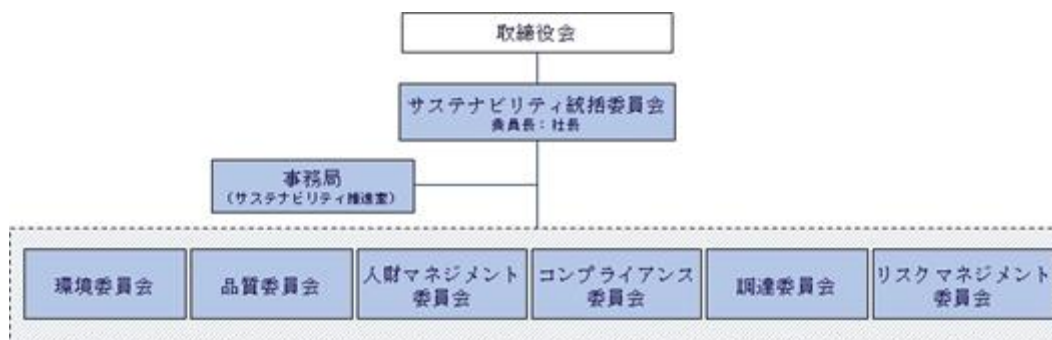 取締役会
サステナビリティ統括委員会
委員長：社長
事務局
（サステナビリティ推進室）
環境委員会
品質委員会
人財マネジメント
委員会
コンプライアンス
委員会
調達委員会
リスクマネジメント
委員会